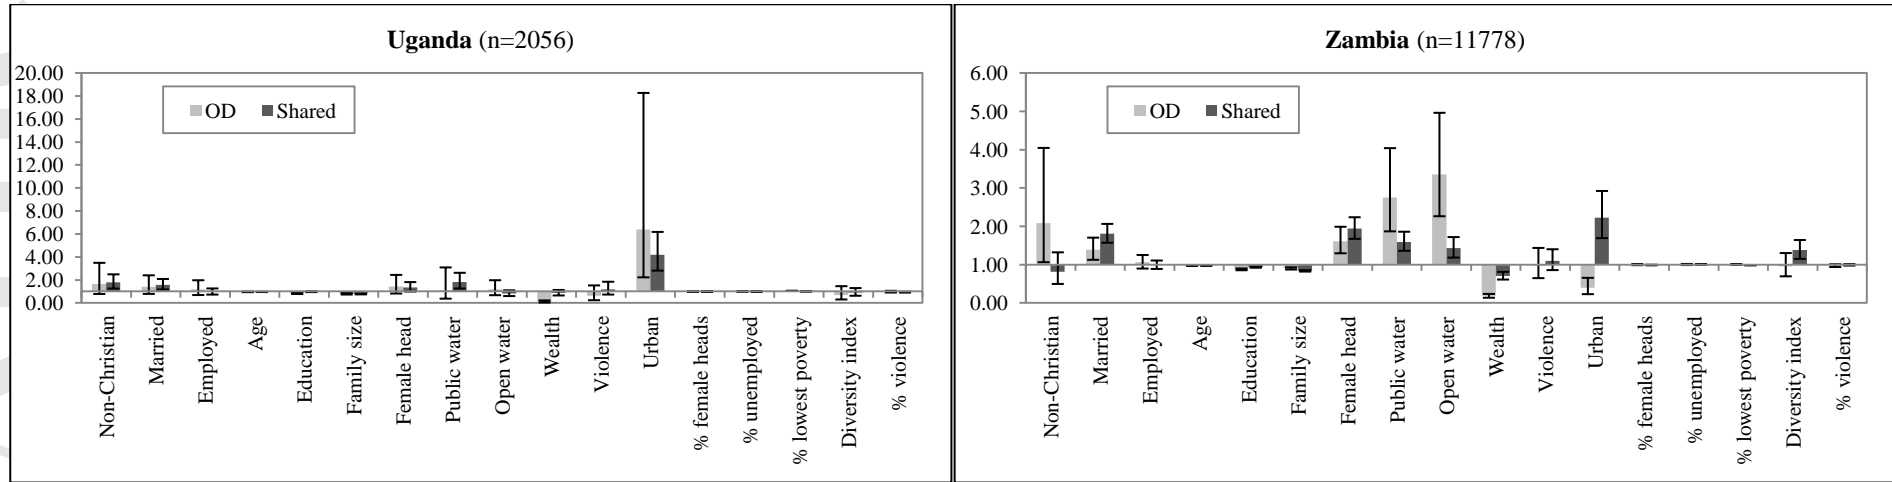 Uganda (n=2056)
20.00
18.00
16.00
14.00
12.00
10.00
8.00
6.00
4.00
2.00
0.00
OD Shared
Non-Christian
Married
Employed
Age
Education
Family size
Female head
Public water
Open water
Wealth
Violence
Urban
% female heads
% unemployed
% lowest poverty
Diversity index
% violence
Zambia (n=11778)
6.00
5.00
4.00
3.00
2.00
1.00
0.00
OD Shared
Non-Christian
Married
Employed
Age
Education
Family size
Female head
Public water
Open water
Wealth
Violence
Urban
% female heads
% unemployed
% lowest poverty
Diversity index
% violence